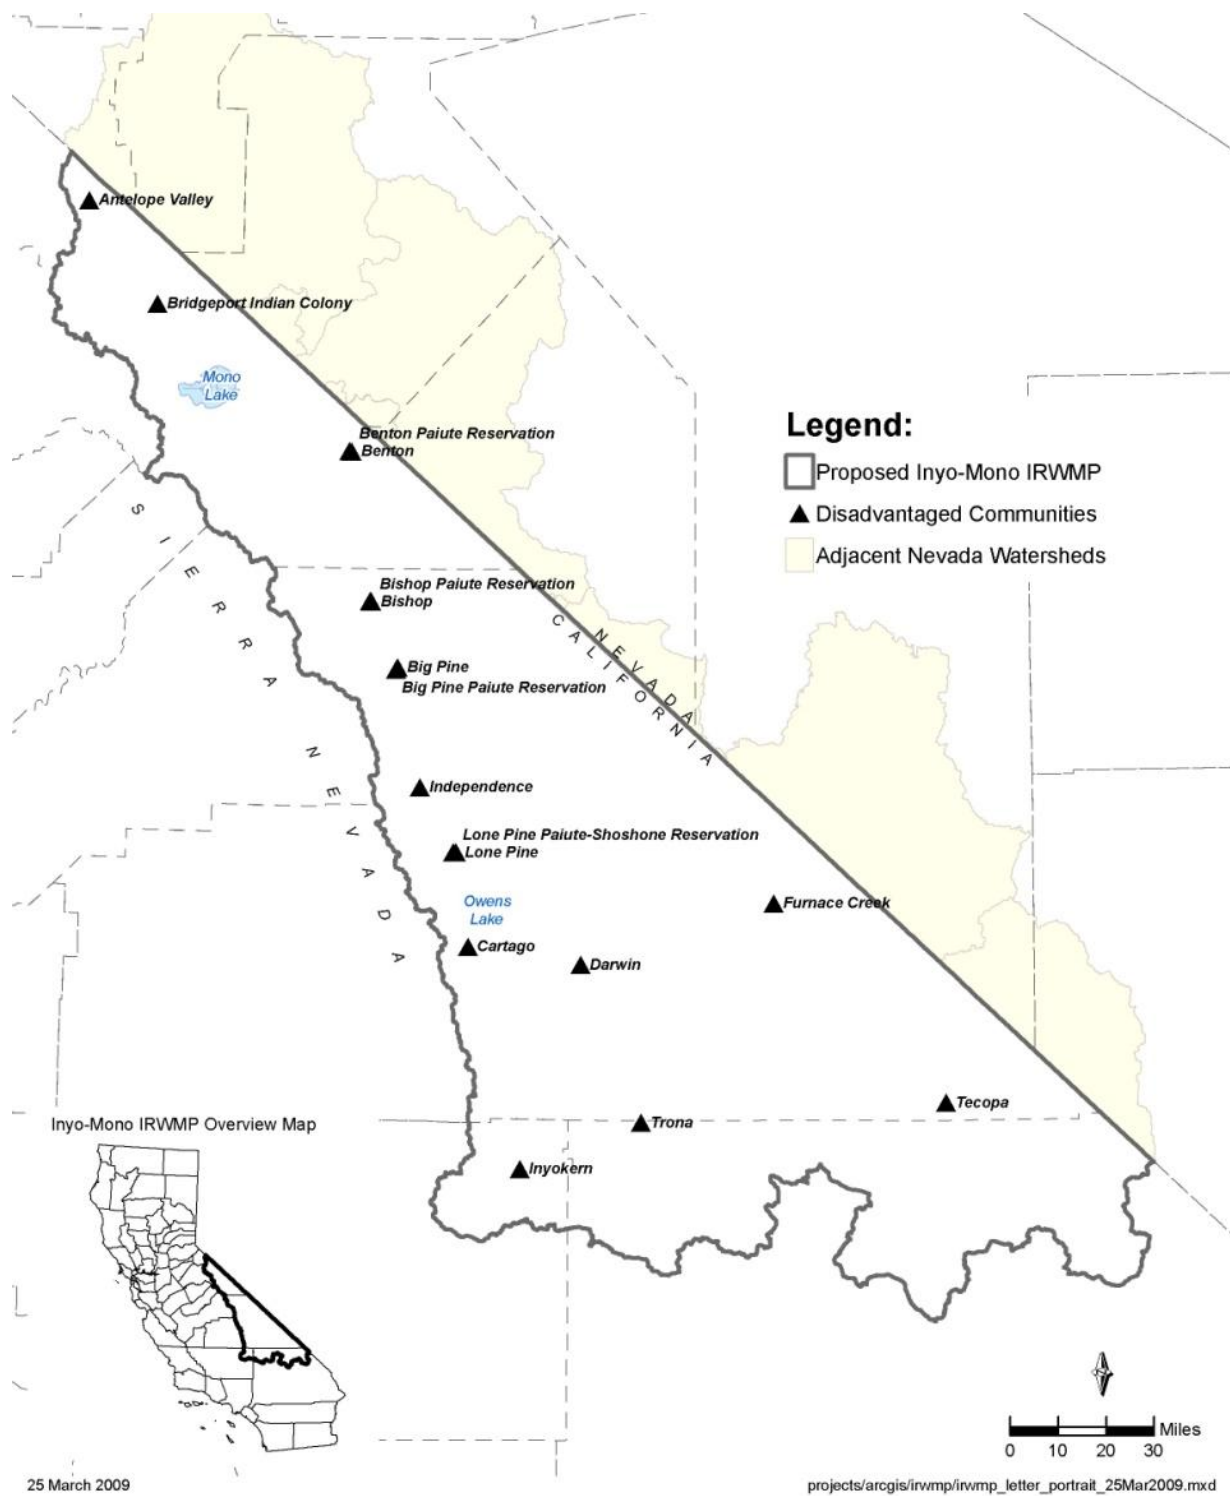 Antelope Valley
Bridgeport Indian Colony
Mono
Lake
Benton Paiute Reservation
Benton
Legend:
Proposed Inyo-Mono IRWMP
Disadvantaged Communities
Adjacent Nevada Watersheds
SIERRA NEVADA
Bishop Paiute Reservation
Bishop
NEVADA
CALIFORNIA
Big Pine
Big Pine Paiute Reservation
Independence
Lone Pine Paiute-Shoshone Reservation
Lone Pine
Owens
Lake
Furnace Creek
Cartago
Darwin
Tecopa
Trona
Inyokern
Inyo-Mono IRWMP Overview Map
Miles
0 10 20 30
25 March 2009
projects/arcgis/irwmp/irwmp_letter_portrait_25Mar2009.mxd